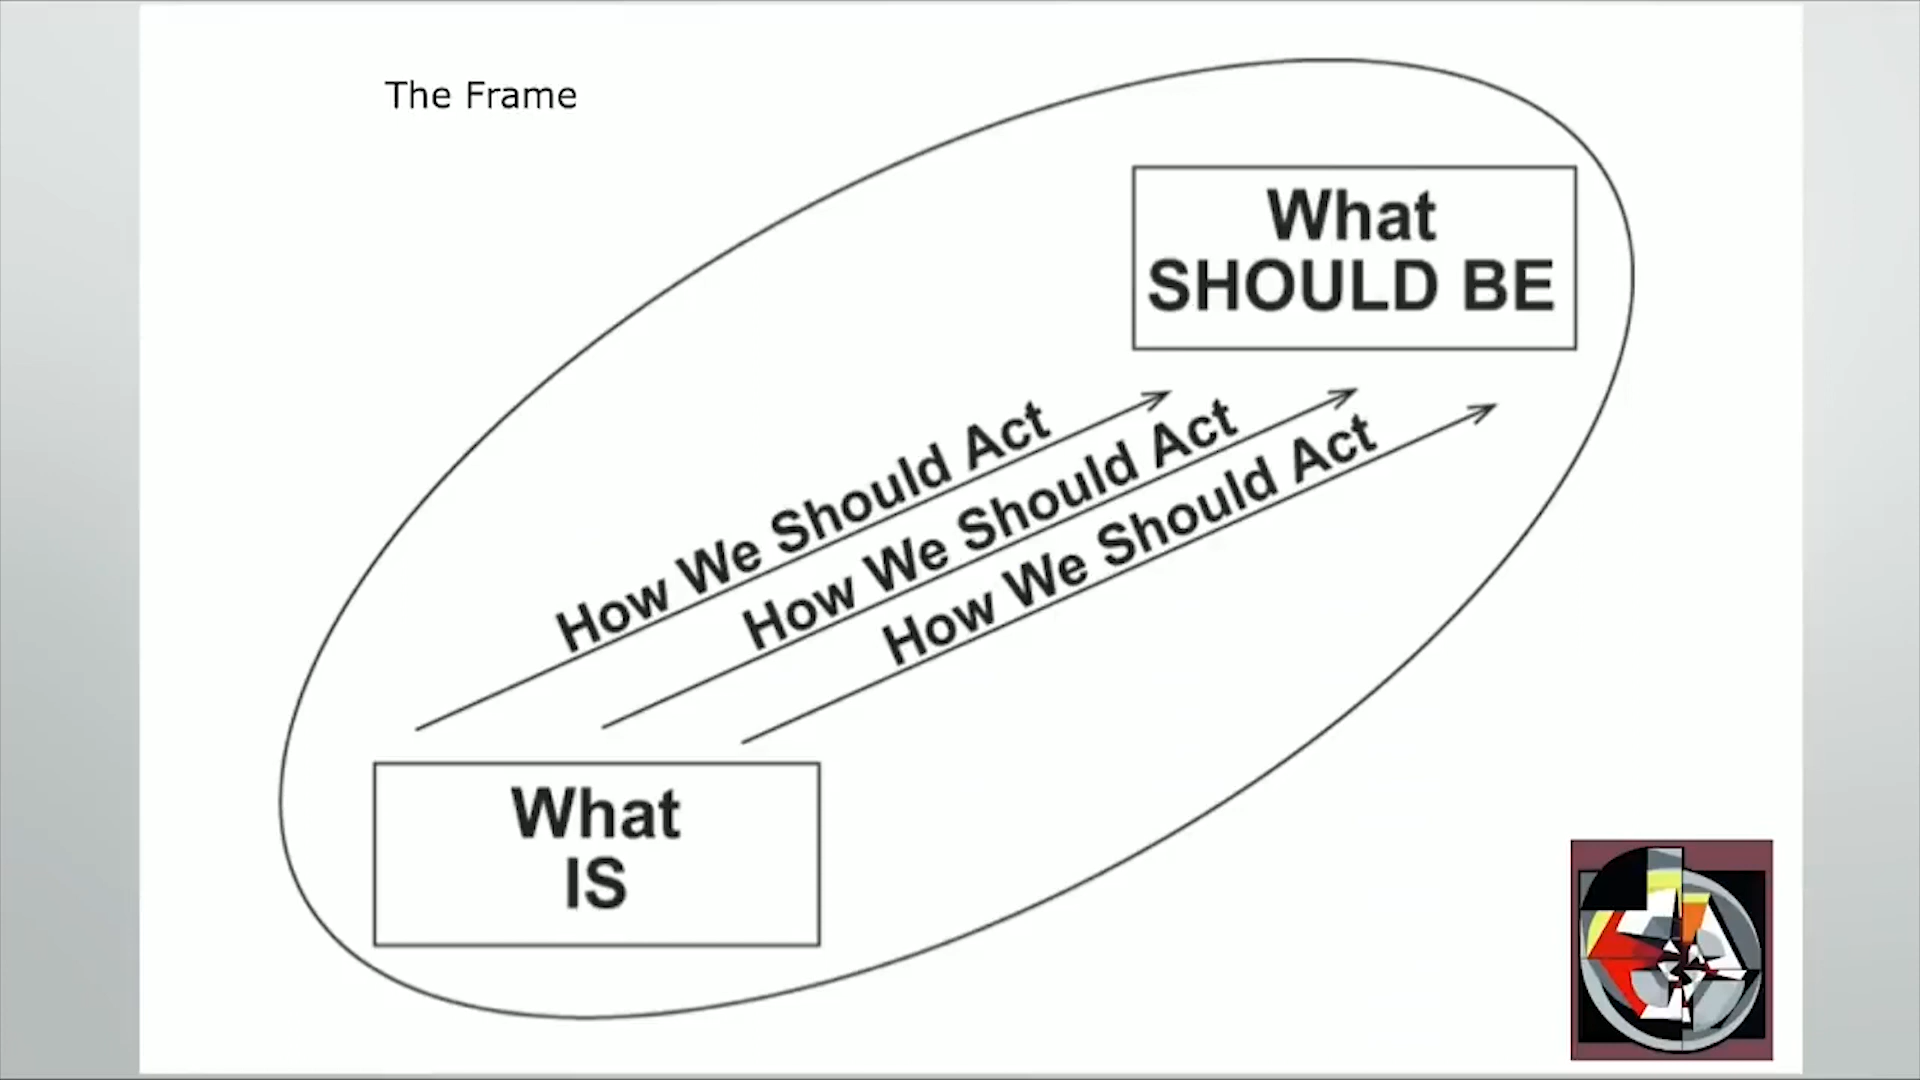 The Frame
What
SHOULD BE
How We Should Act
How We Should Act
How We Should Act
What
IS